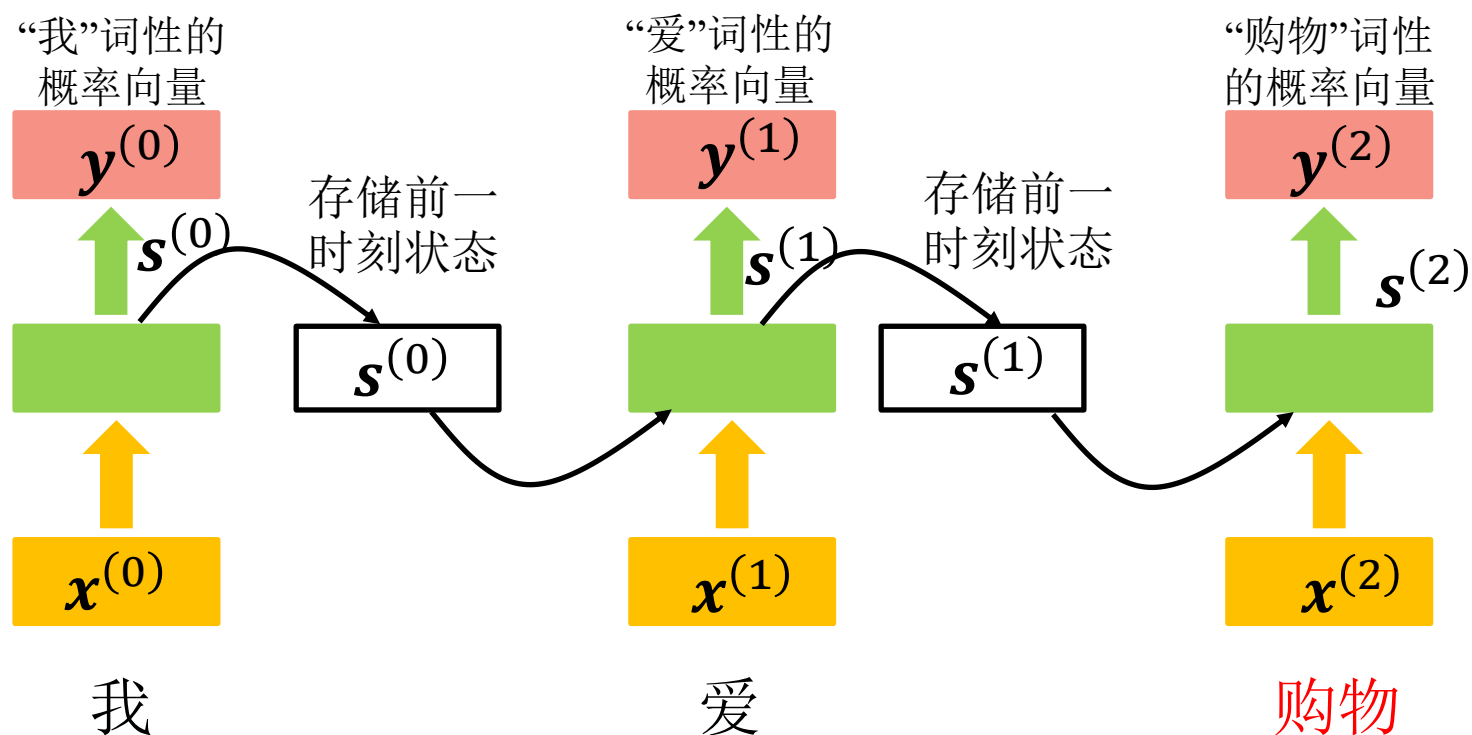 “我”词性的
概率向量
“爱”词性的
概率向量
“购物”词性
的概率向量
y⁽⁰⁾
y⁽¹⁾
y⁽²⁾
s⁽⁰⁾
存储前一
时刻状态
s⁽¹⁾
存储前一
时刻状态
s⁽²⁾
s⁽⁰⁾
s⁽¹⁾
x⁽⁰⁾
x⁽¹⁾
x⁽²⁾
我
爱
购物